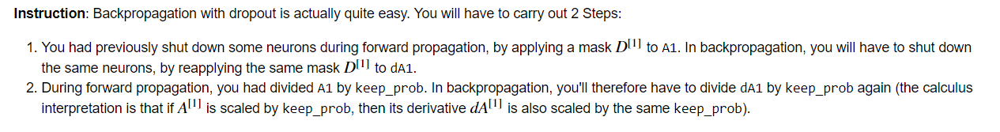 Instruction: Backpropagation with dropout is actually quite easy. You will have to carry out 2 Steps:
1. You had previously shut down some neurons during forward propagation, by applying a mask D[1] to A1. In backpropagation, you will have to shut down
the same neurons, by reapplying the same mask D[1] to dA1.
2. During forward propagation, you had divided A1 by keep_prob. In backpropagation, you'll therefore have to divide dA1 by keep_prob again (the calculus
interpretation is that if A[1] is scaled by keep_prob, then its derivative dA[1] is also scaled by the same keep_prob).